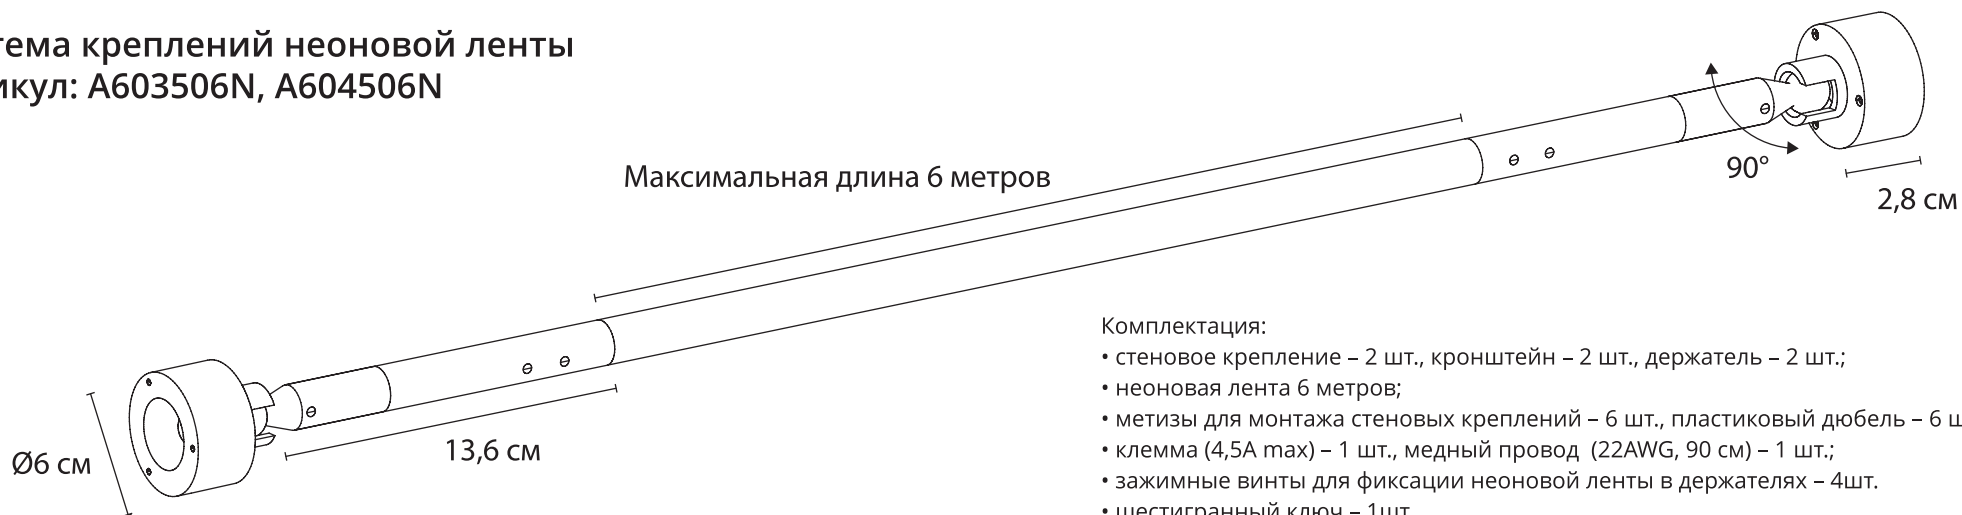 тема креплений неоновой ленты
икул: A603506N, A604506N
Максимальная длина 6 метров
90°
2,8 см
13,6 см
Ø6 см
Комплектация:
• стеновое крепление – 2 шт., кронштейн – 2 шт., держатель – 2 шт.;
• неоновая лента 6 метров;
• метизы для монтажа стеновых креплений – 6 шт., пластиковый дюбель – 6 ш
• клемма (4,5A max) – 1 шт., медный провод (22AWG, 90 см) – 1 шт.;
• зажимные винты для фиксации неоновой ленты в держателях – 4шт.
• шестигранный ключ – 1шт